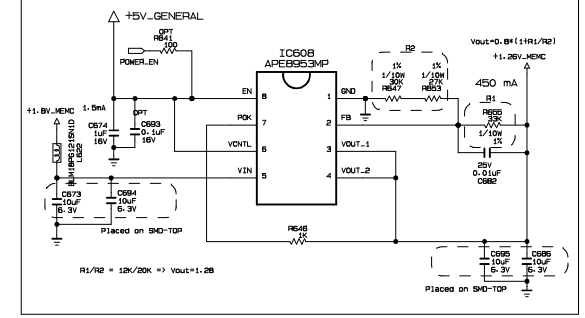 +5V_GENERAL
OPT
R641
100
POWER_EN
IC608
APE8953MP
EN
8
1
GND
POK
7
2
FB
VCNTL
6
3
VOUT_1
VIN
5
4
VOUT_2
R2
1%
1/10W
30K
R647
1%
1/10W
27K
R653
Vout=0.8*(1+R1/R2)
+1.26V_MEMC
450 mA
R1
R655
33K
1/10W
1%
25V
0.01uF
C682
+1.8V_MEMC
1.5mA
OPT
C674
1uF
16V
C693
0.1uF
16V
BLM18PG121SN1D
L622
C673
10uF
6.3V
C694
10uF
6.3V
Placed on SMD-TOP
R646
1K
C695
10uF
6.3V
C686
10uF
6.3V
Placed on SMD-TOP
R1/R2 = 12K/20K => Vout=1.28